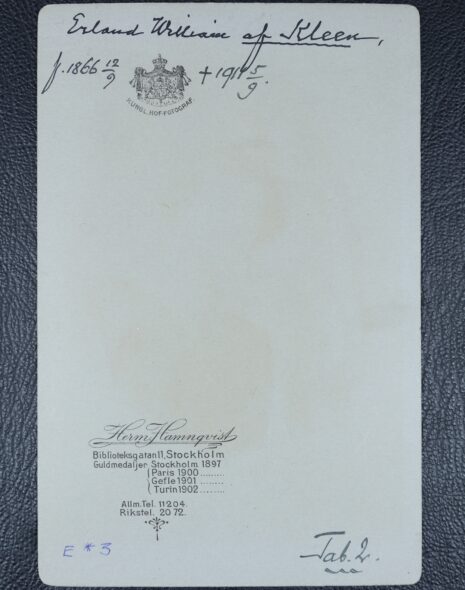 Erland William af Kleen,
f. 1866 12/9 + 1915 5/9.
KUNGL. HOF-FOTOGRAF
Herm. Hamnqvist
Biblioteksgatan 11, Stockholm
Guldmedaljer Stockholm 1897
Paris 1900 ........
Gefle 1901 ........
Turin 1902 ........
Allm. Tel. 11204.
Rikstel. 20 72.
E # 3
Tab. 2.